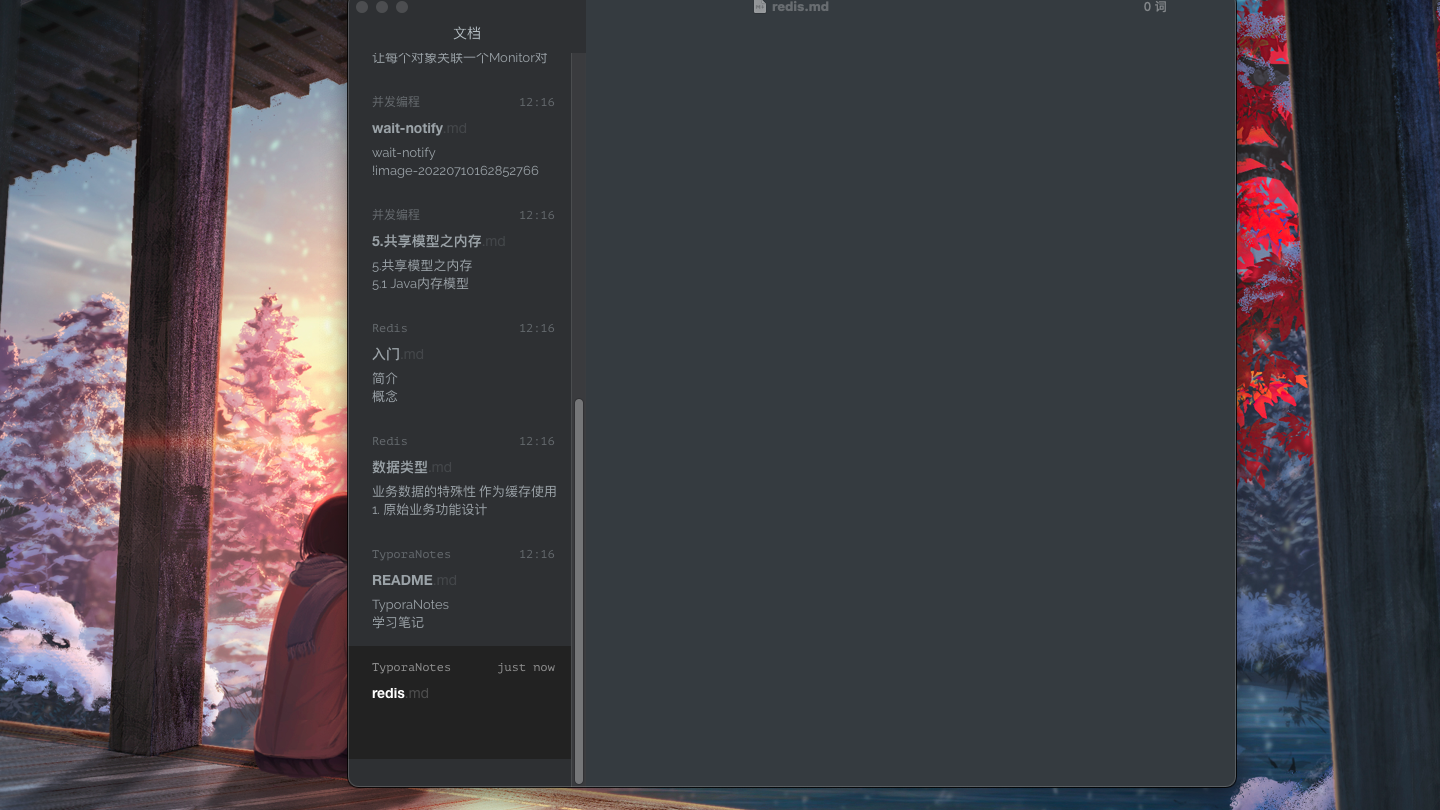 redis.md
0 词
文档
让每个对象关联一个Monitor对
并发编程 12:16
wait-notify.md
wait-notify
!image-20220710162852766
并发编程 12:16
5.共享模型之内存.md
5.共享模型之内存
5.1 Java内存模型
Redis 12:16
入门.md
简介
概念
Redis 12:16
数据类型.md
业务数据的特殊性 作为缓存使用
1. 原始业务功能设计
TyporaNotes 12:16
README.md
TyporaNotes
学习笔记
TyporaNotes just now
redis.md